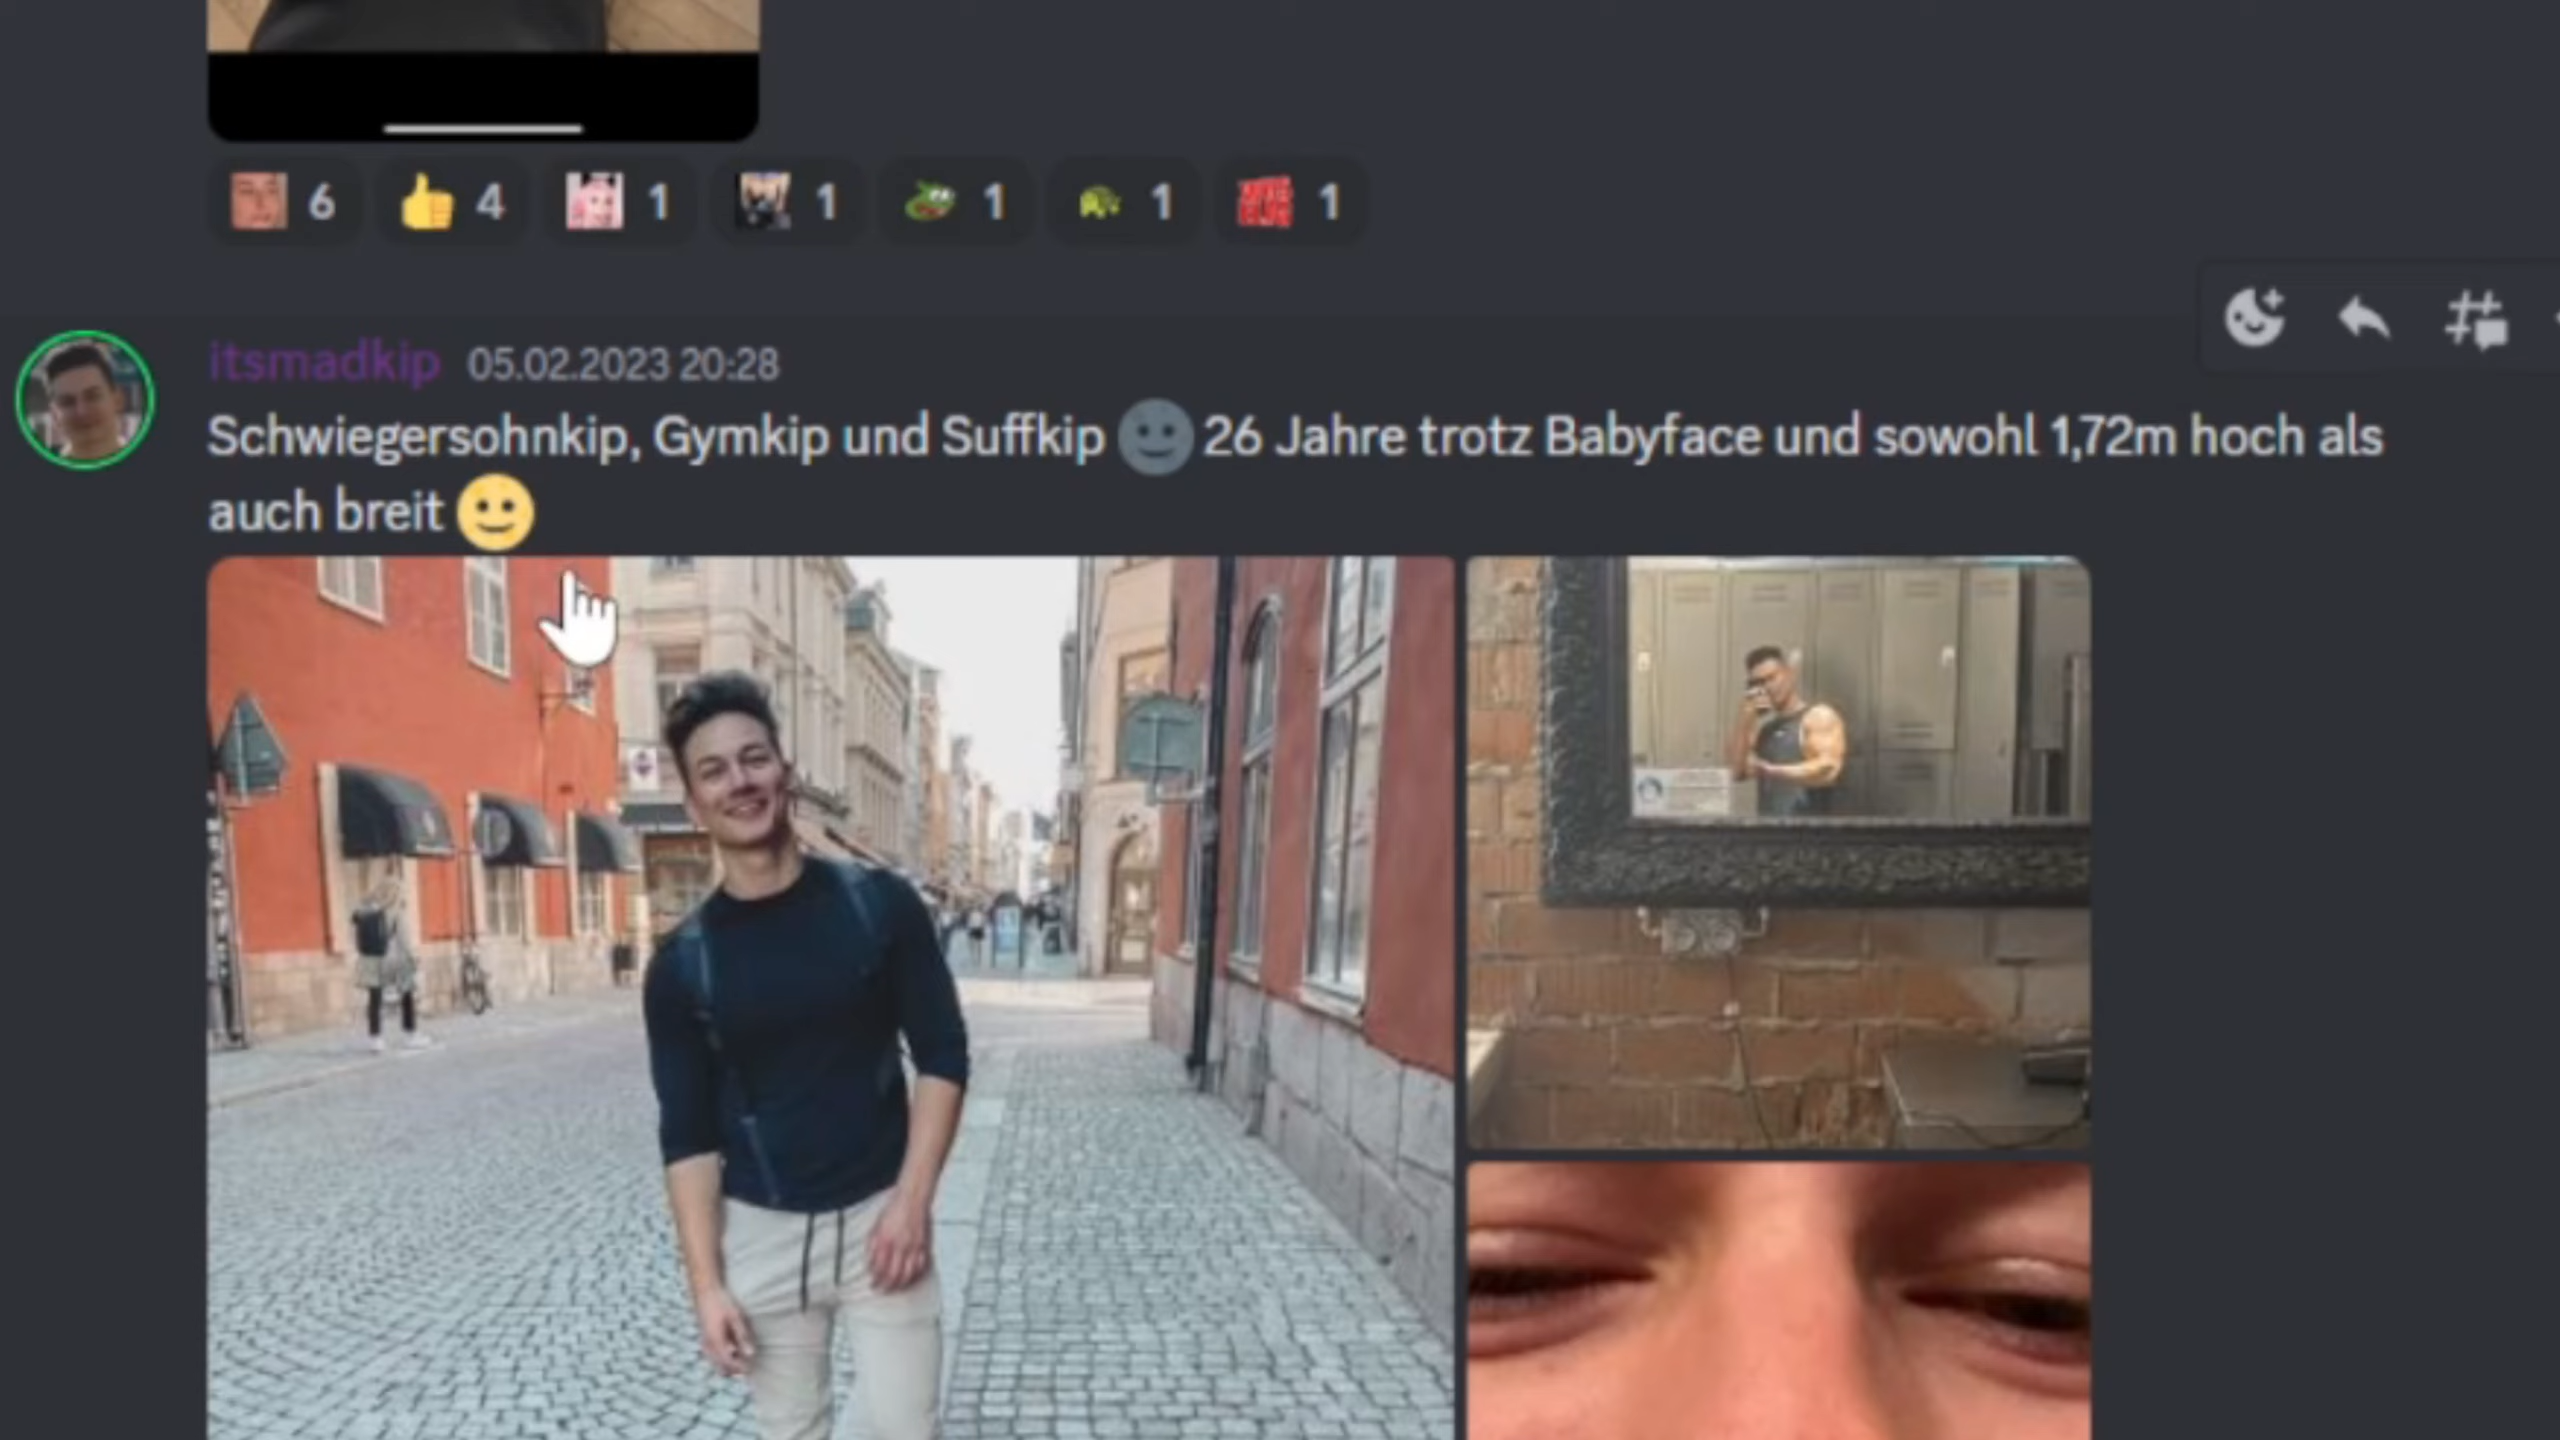 6 4 1 1 1 1 1
itsmadkip 05.02.2023 20:28
Schwiegersohnkip, Gymkip und Suffkip 26 Jahre trotz Babyface und sowohl 1,72m hoch als
auch breit